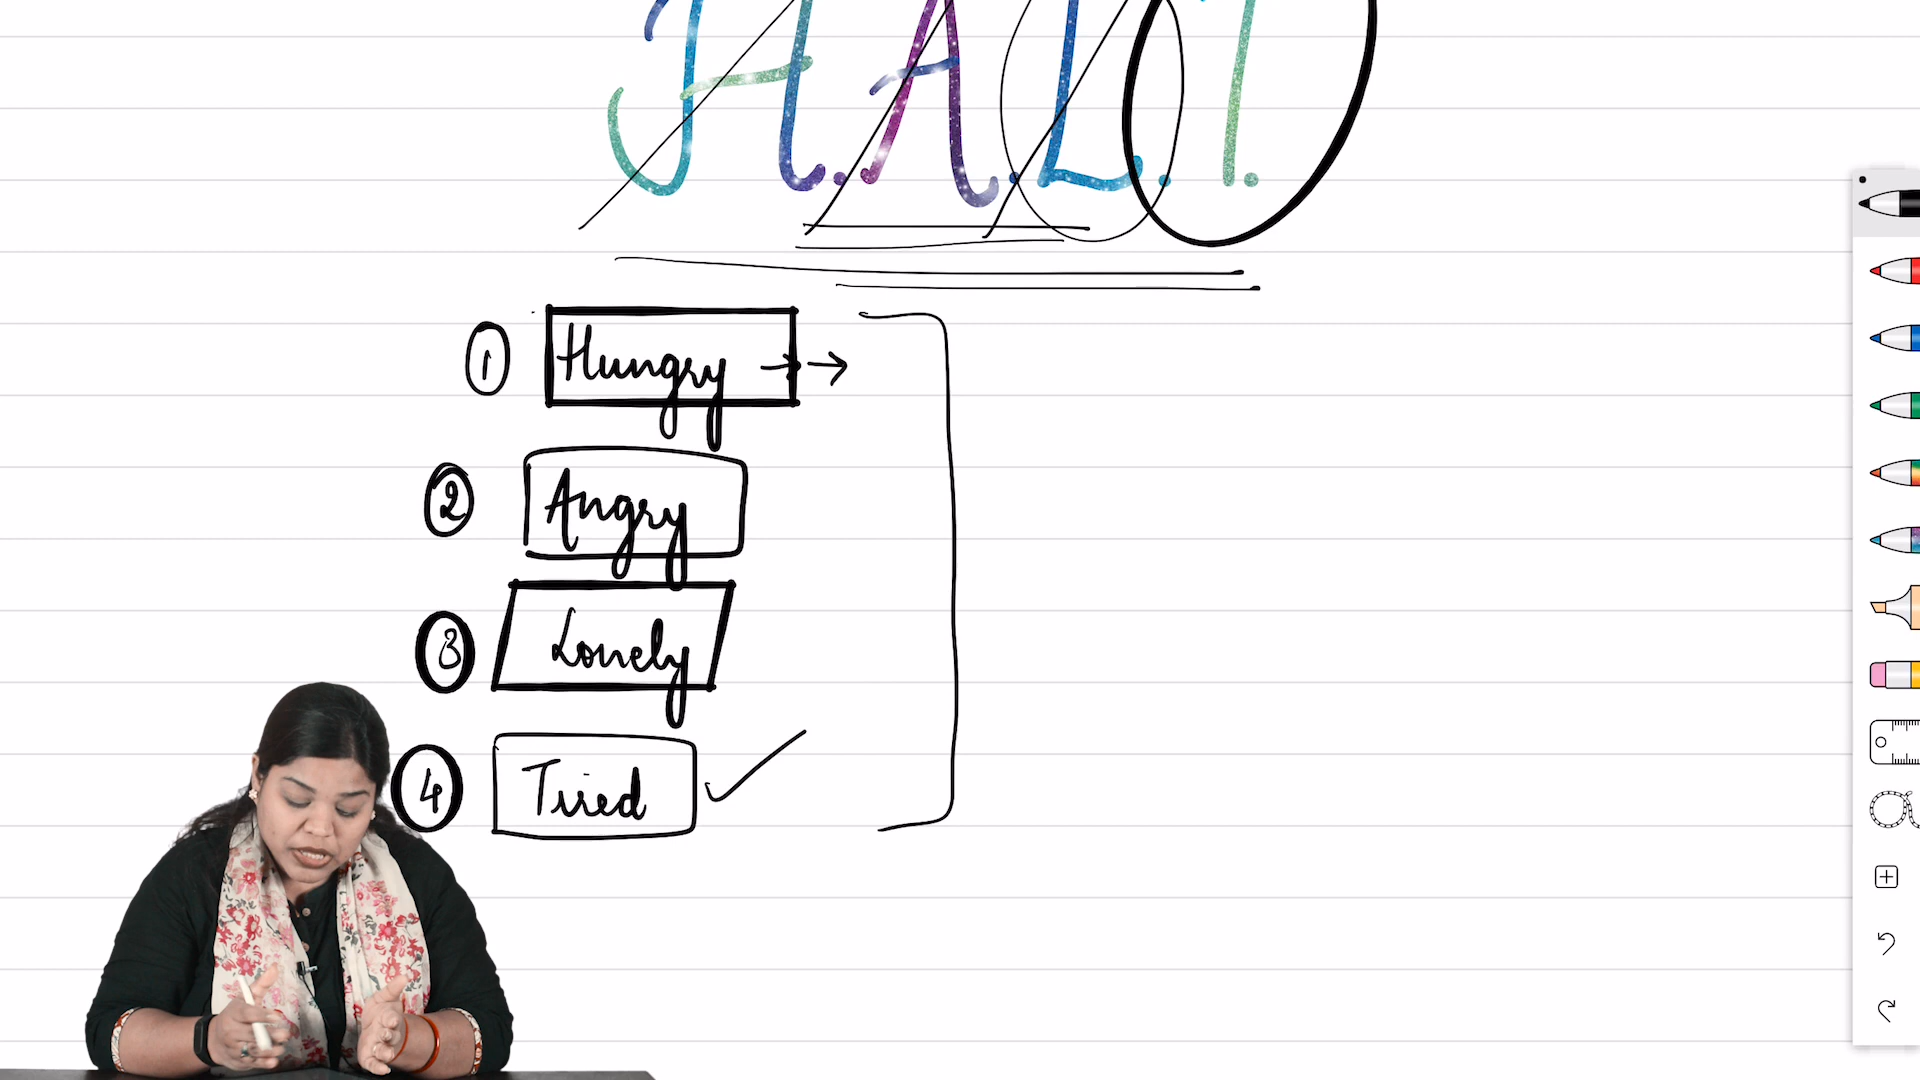 H.A.L.T.
1 Hungry →→
2 Angry
3 Lonely
4 Tired ✓